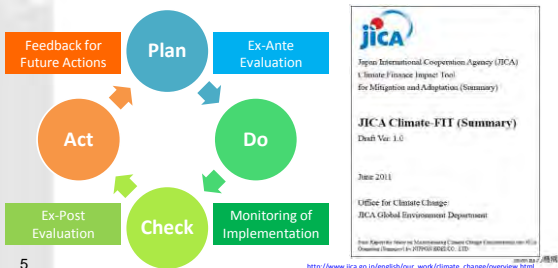 Feedback for
Future Actions
Plan
Ex-Ante
Evaluation
Act
Do
Ex-Post
Evaluation
Check
Monitoring of
Implementation
5
jICA
Japan International Cooperation Agency (JICA)
Climate Finance Impact Tool
for Mitigation and Adaptation (Summary)
JICA Climate-FIT (Summary)
Draft Ver. 1.0
June 2011
Office for Climate Change
JICA Global Environment Department
http://www.jica.go.jp/english/our_work/climate_change/overview.html